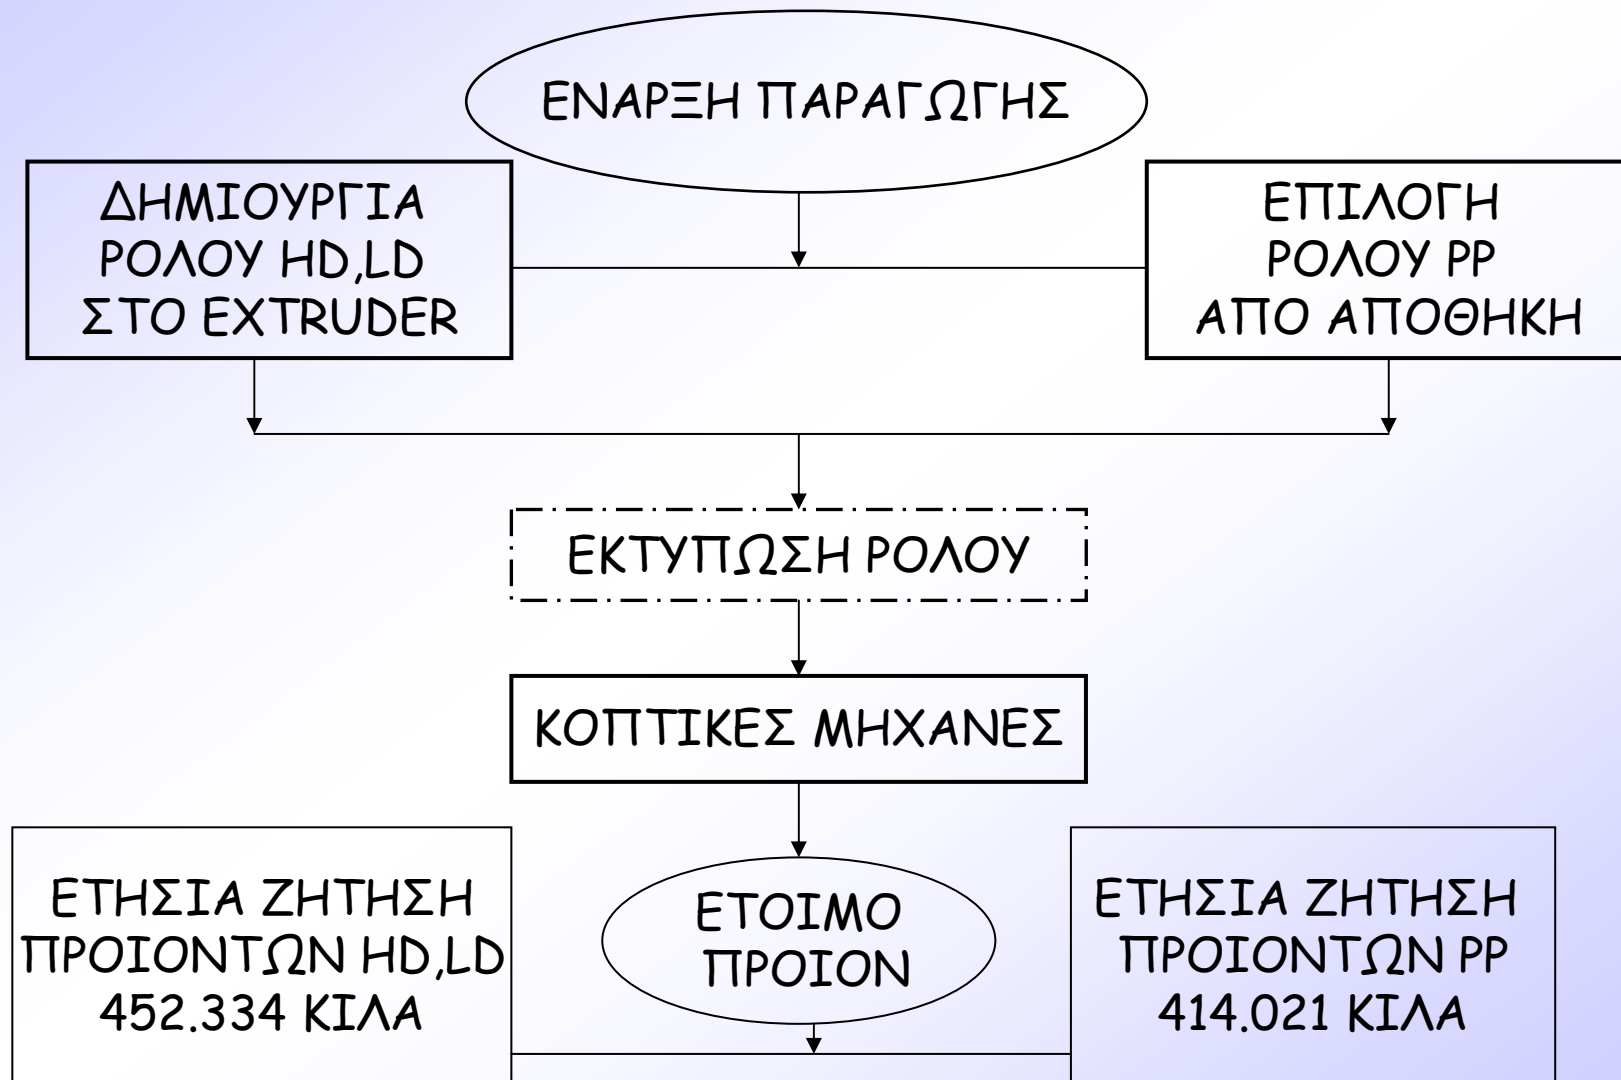 ΕΝΑΡΞΗ ΠΑΡΑΓΩΓΗΣ
ΔΗΜΙΟΥΡΓΙΑ
ΡΟΛΟΥ HD,LD
ΣΤΟ EXTRUDER
ΕΠΙΛΟΓΗ
ΡΟΛΟΥ PP
ΑΠΟ ΑΠΟΘΗΚΗ
ΕΚΤΥΠΩΣΗ ΡΟΛΟΥ
ΚΟΠΤΙΚΕΣ ΜΗΧΑΝΕΣ
ΕΤΗΣΙΑ ΖΗΤΗΣΗ
ΠΡΟΙΟΝΤΩΝ HD,LD
452.334 ΚΙΛΑ
ΕΤΟΙΜΟ
ΠΡΟΙΟΝ
ΕΤΗΣΙΑ ΖΗΤΗΣΗ
ΠΡΟΙΟΝΤΩΝ PP
414.021 ΚΙΛΑ